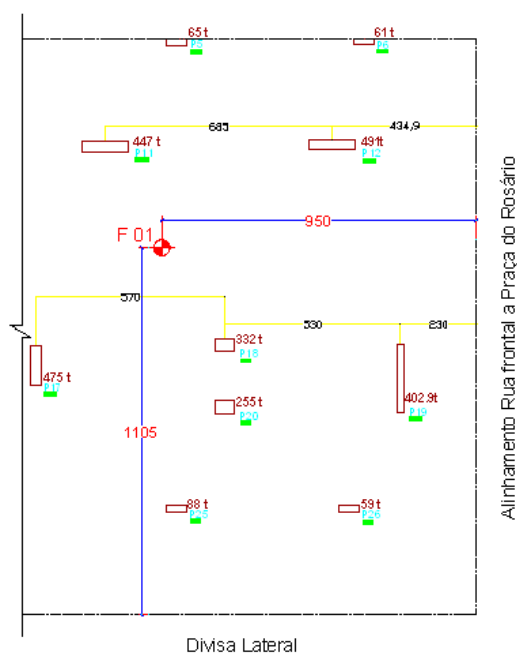 65 t
P5
61 t
P6
685
434,9
447 t
P11
491t
P12
950
F 01
570
530
230
332 t
P18
475 t
P17
402.9t
P19
255 t
P20
1105
88 t
P25
59 t
P26
Alinhamento Rua frontal a Praça do Rosário
Divisa Lateral